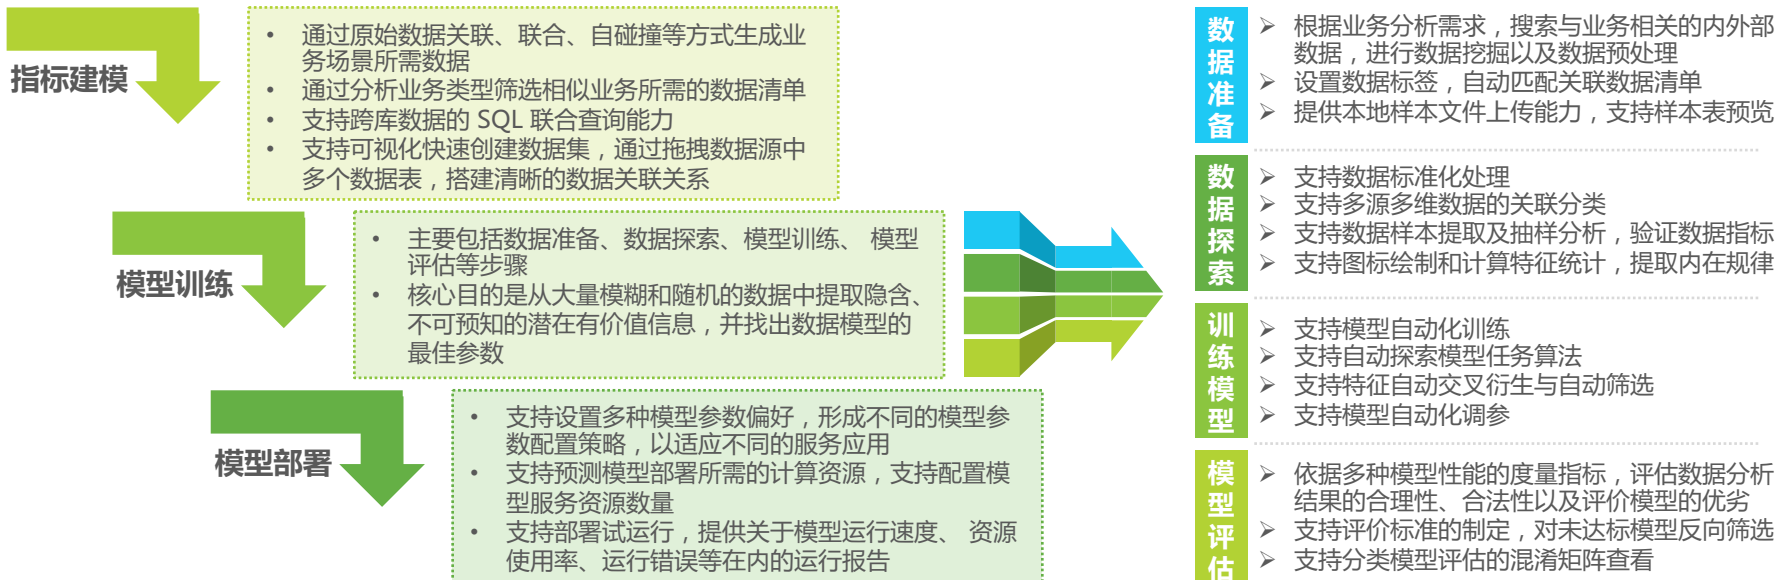 指标建模
• 通过原始数据关联、联合、自碰撞等方式生成业
务场景所需数据
• 通过分析业务类型筛选相似业务所需的数据清单
• 支持跨库数据的 SQL 联合查询能力
• 支持可视化快速创建数据集，通过拖拽数据源中
多个数据表，搭建清晰的数据关联关系
模型训练
• 主要包括数据准备、数据探索、模型训练、 模型
评估等步骤
• 核心目的是从大量模糊和随机的数据中提取隐含、
不可预知的潜在有价值信息，并找出数据模型的
最佳参数
模型部署
• 支持设置多种模型参数偏好，形成不同的模型参
数配置策略，以适应不同的服务应用
• 支持预测模型部署所需的计算资源，支持配置模
型服务资源数量
• 支持部署试运行，提供关于模型运行速度、 资源
使用率、运行错误等在内的运行报告
数据准备
➢ 根据业务分析需求，搜索与业务相关的内外部
数据，进行数据挖掘以及数据预处理
➢ 设置数据标签，自动匹配关联数据清单
➢ 提供本地样本文件上传能力，支持样本表预览
数据探索
➢ 支持数据标准化处理
➢ 支持多源多维数据的关联分类
➢ 支持数据样本提取及抽样分析，验证数据指标
➢ 支持图标绘制和计算特征统计，提取内在规律
训练模型
➢ 支持模型自动化训练
➢ 支持自动探索模型任务算法
➢ 支持特征自动交叉衍生与自动筛选
➢ 支持模型自动化调参
模型评估
➢ 依据多种模型性能的度量指标，评估数据分析
结果的合理性、合法性以及评价模型的优劣
➢ 支持评价标准的制定，对未达标模型反向筛选
➢ 支持分类模型评估的混淆矩阵查看